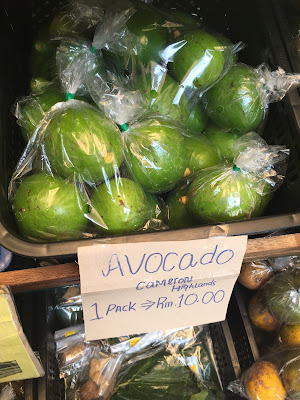 AVOCADO
CAMERON
HIGHLANDS
1 PACK ⇒ RM. 10.00